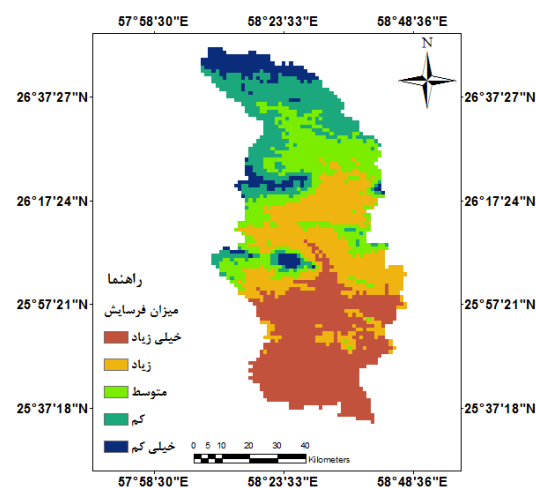 57°58'30"E 58°23'33"E 58°48'36"E
N
26°37'27"N 26°37'27"N
26°17'24"N 26°17'24"N
25°57'21"N 25°57'21"N
25°37'18"N 25°37'18"N
راهنما
میزان فرسایش
خیلی زیاد
زیاد
متوسط
کم
خیلی کم
0 5 10 20 30 40
Kilometers
57°58'30"E 58°23'33"E 58°48'36"E